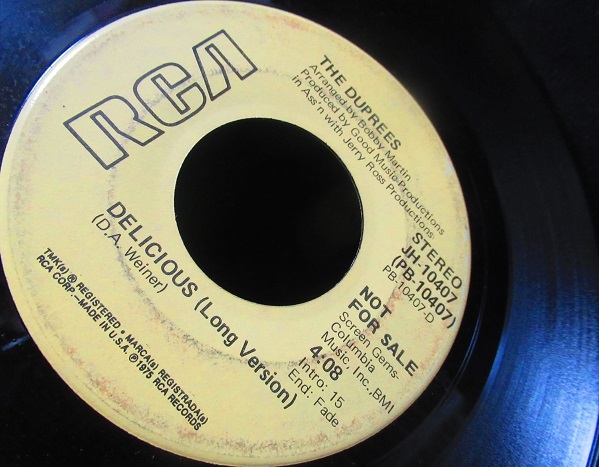 RCA
THE DUPREES
Arranged by Bobby Martin
Produced by Good Music Productions
in Ass'n with Jerry Ross Productions
STEREO
JH-10407
(PB-10407)
PB-10407-D
NOT
FOR SALE
Screen Gems-
Columbia
Music, Inc., BMI
4:08
Intro: 15
End: Fade
DELICIOUS (Long Version)
(D.A. Weiner)
TMK(s) ® REGISTERED • MARCA(s) REGISTRADA(s)
RCA CORP.—MADE IN U.S.A. ℗ 1975 RCA RECORDS